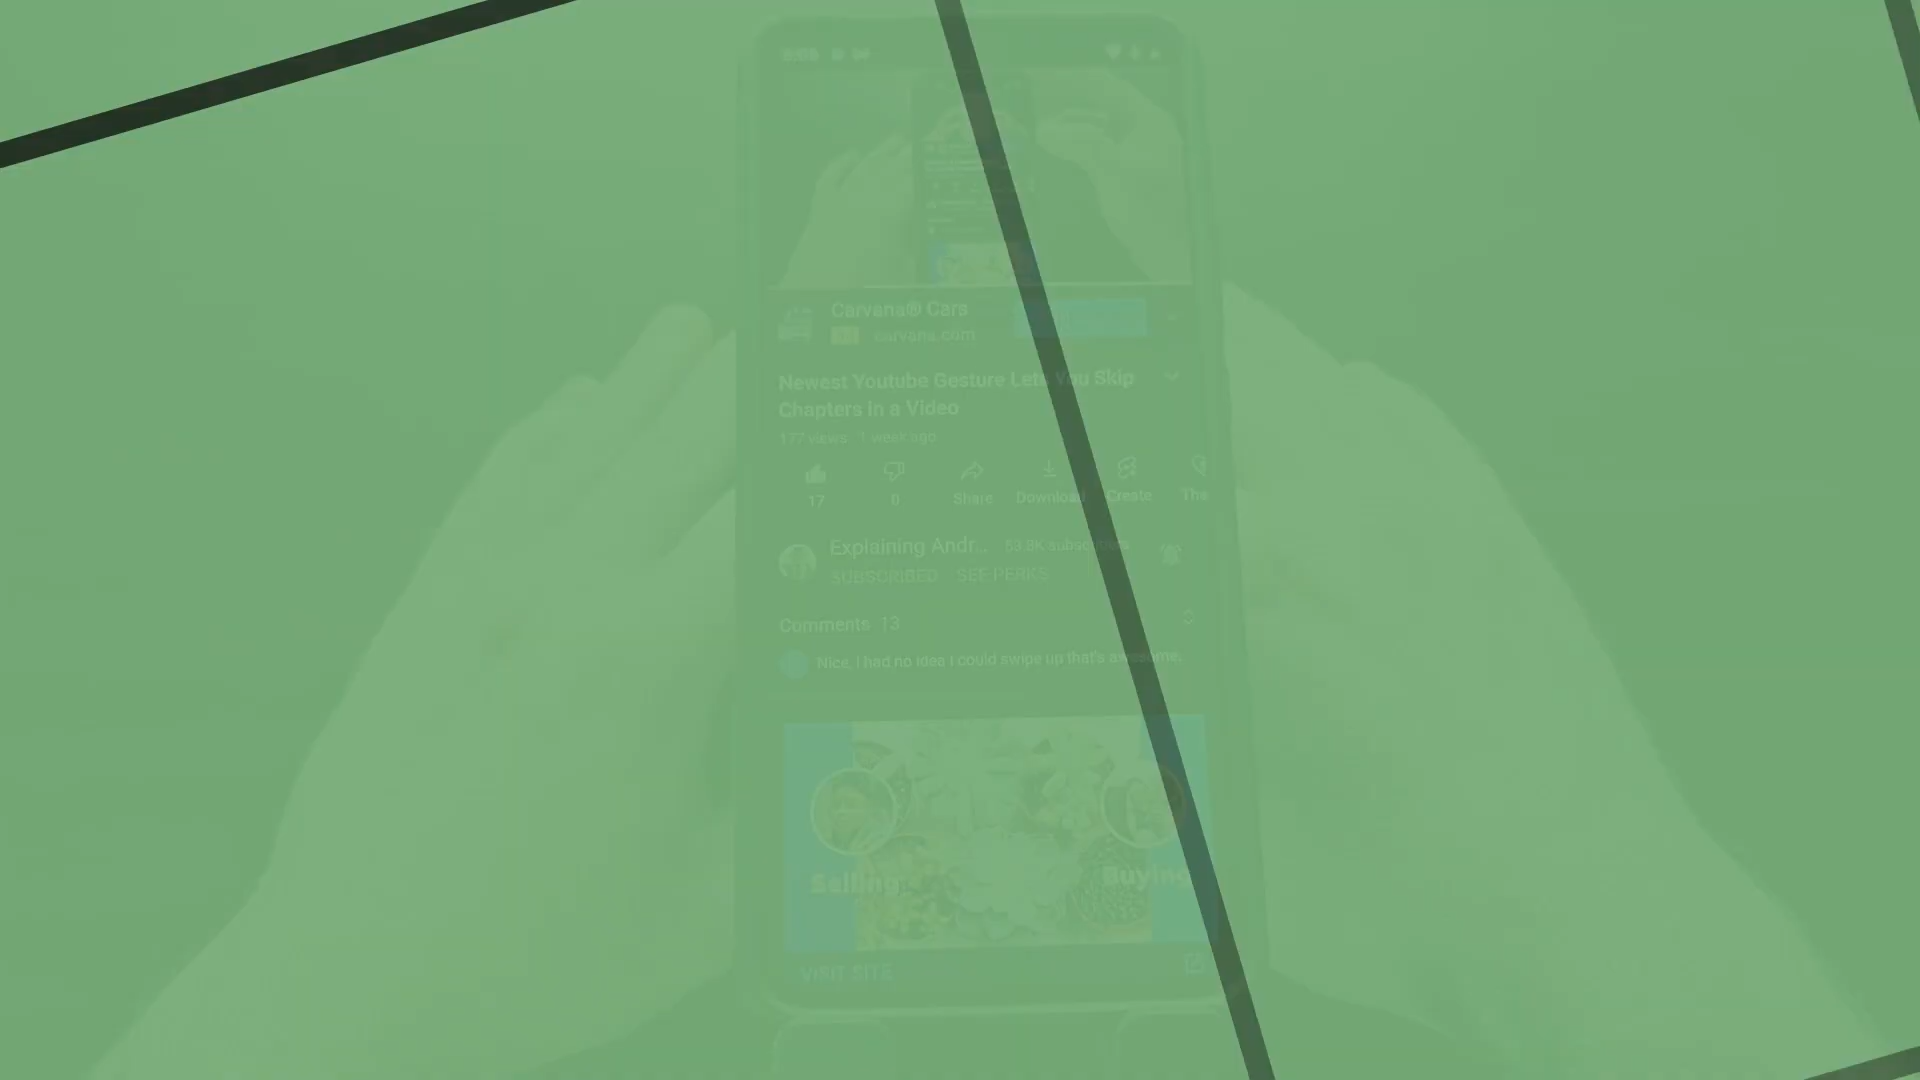 Carvana® Cars
carvana.com
Newest Youtube Gesture Lets You Skip
Chapters in a Video
177 views 1 week ago
17
0
Share
Download
Create
Tha
Explaining Andr... 53.8K subscribers
SUBSCRIBED SEE PERKS
Comments 13
Nice, I had no idea I could swipe up that's awesome.
Selling
Buying
VISIT SITE